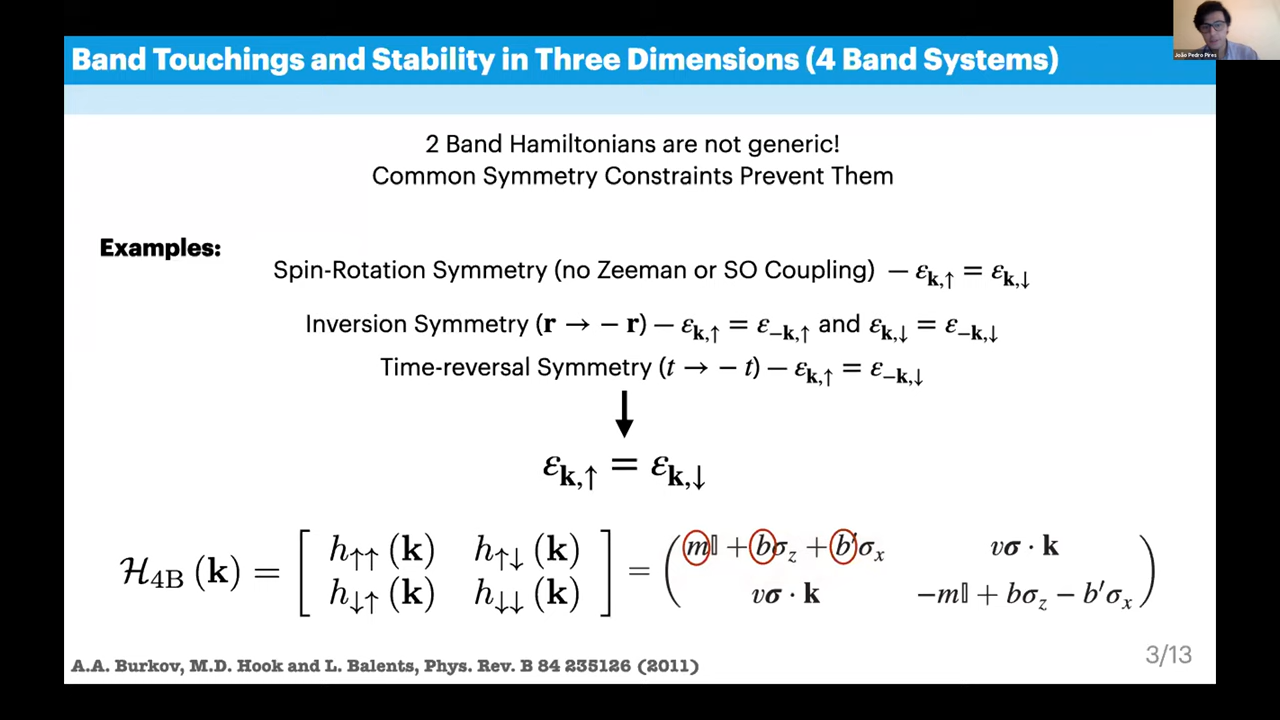 João Pedro Pires
Band Touchings and Stability in Three Dimensions (4 Band Systems)
2 Band Hamiltonians are not generic!
Common Symmetry Constraints Prevent Them
Examples:
Spin-Rotation Symmetry (no Zeeman or SO Coupling) – ε_{k,↑} = ε_{k,↓}
Inversion Symmetry (r → − r) – ε_{k,↑} = ε_{−k,↑} and ε_{k,↓} = ε_{−k,↓}
Time-reversal Symmetry (t → − t) – ε_{k,↑} = ε_{−k,↓}
ε_{k,↑} = ε_{k,↓}
ℋ_{4B} (k) = [ h_{↑↑} (k) h_{↑↓} (k) ; h_{↓↑} (k) h_{↓↓} (k) ] = ( m▯ + bσ_z + b′σ_x vσ · k ; vσ · k −m▯ + bσ_z − b′σ_x )
A.A. Burkov, M.D. Hook and L. Balents, Phys. Rev. B 84 235126 (2011)
3/13